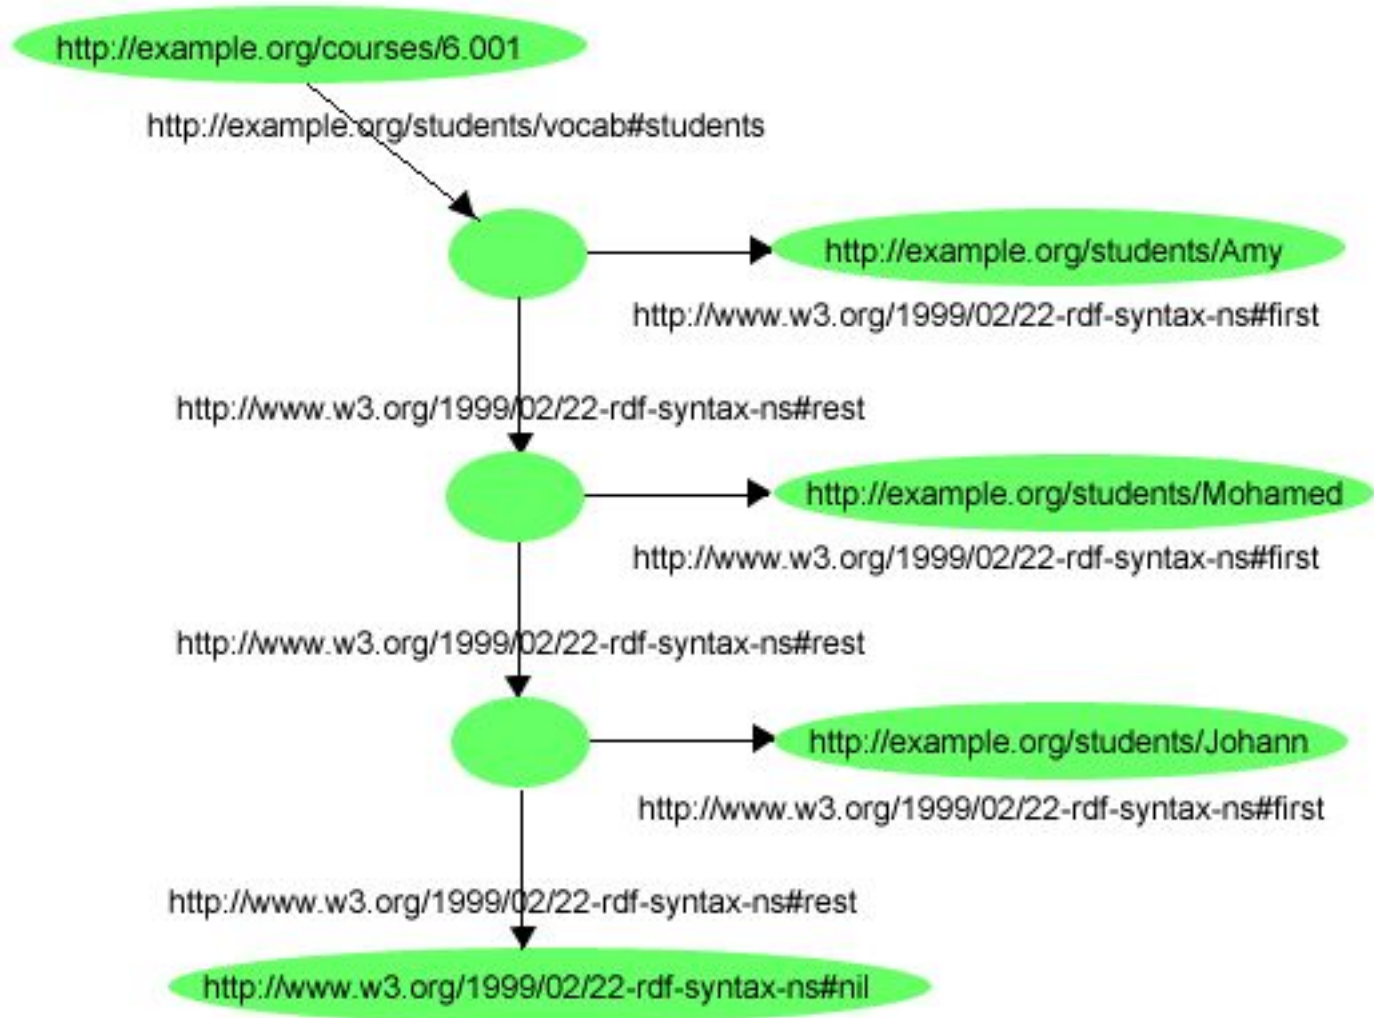 http://example.org/courses/6.001
http://example.org/students/vocab#students
http://example.org/students/Amy
http://www.w3.org/1999/02/22-rdf-syntax-ns#first
http://www.w3.org/1999/02/22-rdf-syntax-ns#rest
http://example.org/students/Mohamed
http://www.w3.org/1999/02/22-rdf-syntax-ns#first
http://www.w3.org/1999/02/22-rdf-syntax-ns#rest
http://example.org/students/Johann
http://www.w3.org/1999/02/22-rdf-syntax-ns#first
http://www.w3.org/1999/02/22-rdf-syntax-ns#rest
http://www.w3.org/1999/02/22-rdf-syntax-ns#nil